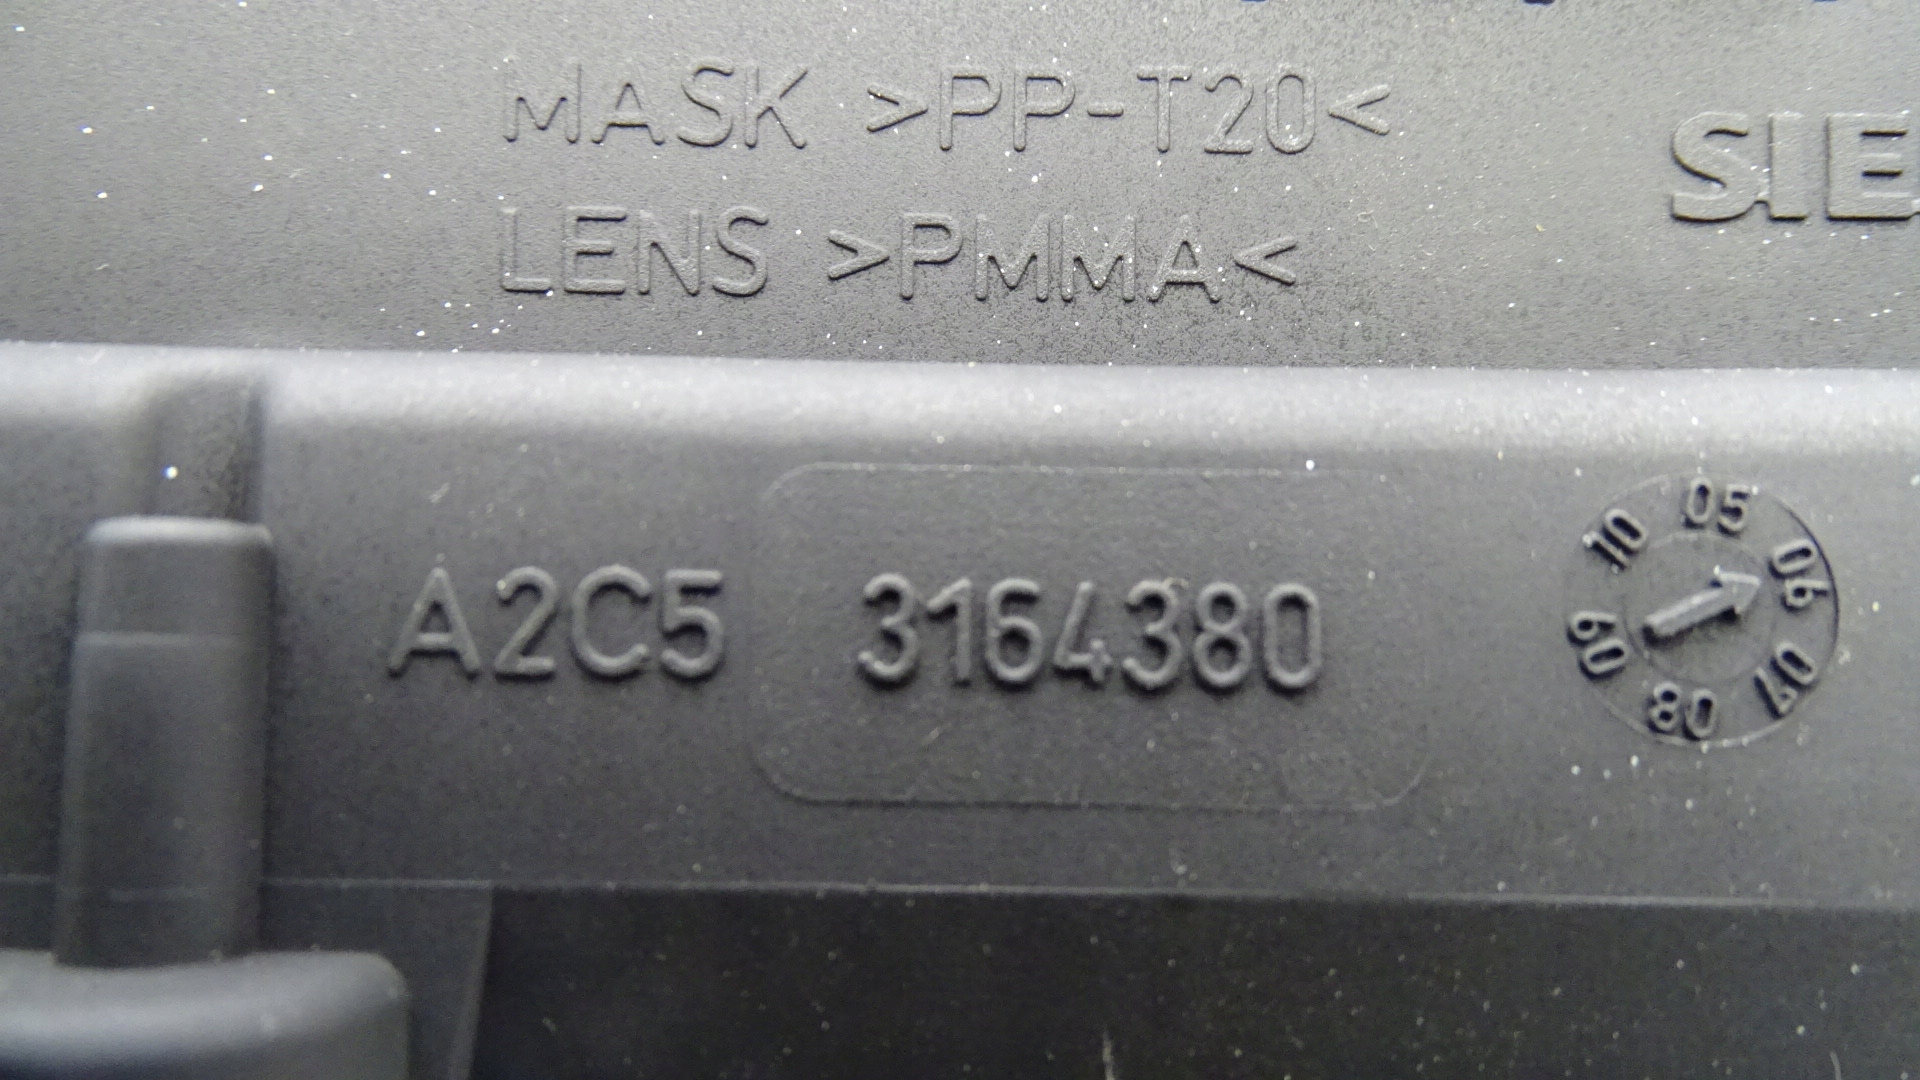 MASK >PP-T20<
LENS >PMMA<
SIE
A2C5 3164380
05
06
07
08
09
10